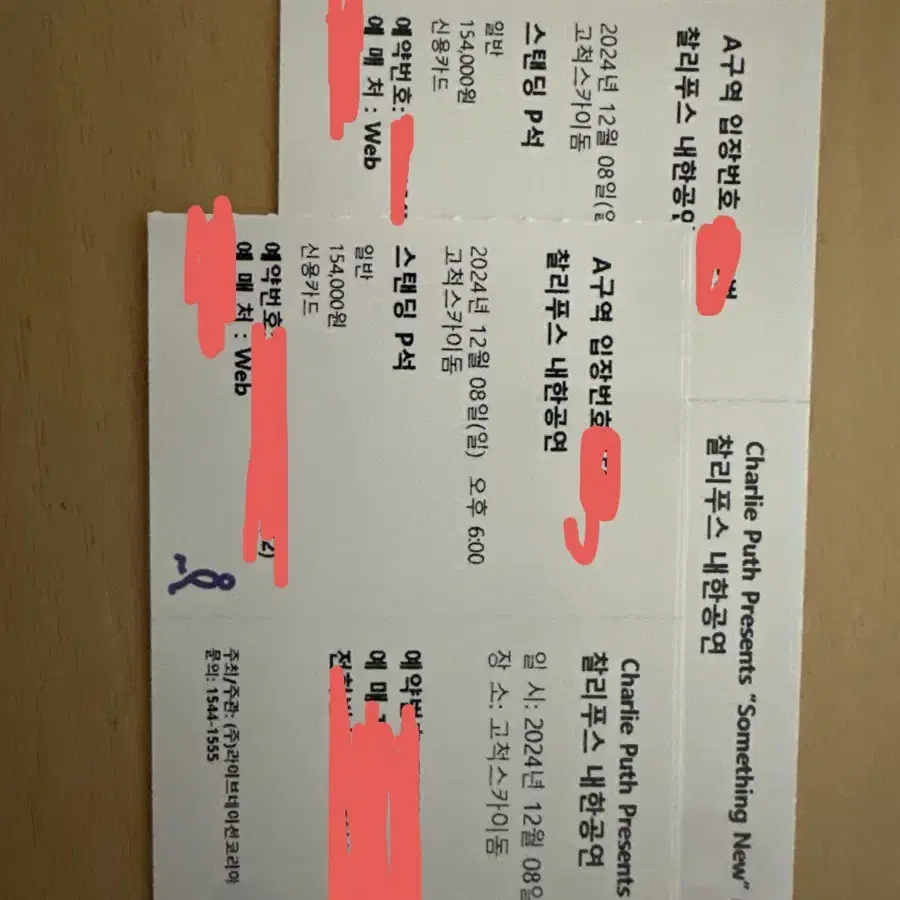 A구역 입장번호
찰리푸스 내한공연
2024년 12월 08일(일
고척스카이돔
스탠딩 P석
일반
154,000원
신용카드
예약번호:
예 매 처 : Web
Charlie Puth Presents "Something New"
찰리푸스 내한공연
A구역 입장번호
찰리푸스 내한공연
2024년 12월 08일(일) 오후 6:00
고척스카이돔
스탠딩 P석
일반
154,000원
신용카드
예약번호:
예 매 처 : Web
Charlie Puth Presents
찰리푸스 내한공연
일 시: 2024년 12월 08일
장 소: 고척스카이돔
예약번
예 매
주최/주관: (주)라이브네이션코리아
문의: 1544-1555